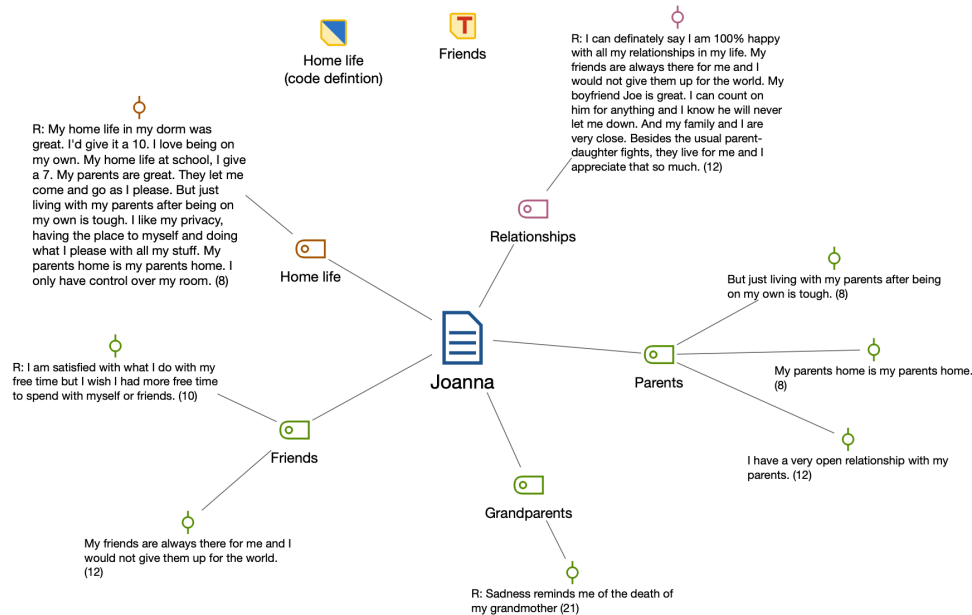 Home life
(code defintion)
T
Friends
R: I can definately say I am 100% happy
with all my relationships in my life. My
friends are always there for me and I
would not give them up for the world. My
boyfriend Joe is great. I can count on
him for anything and I know he will never
let me down. And my family and I are
very close. Besides the usual parent-
daughter fights, they live for me and I
appreciate that so much. (12)
R: My home life in my dorm was
great. I'd give it a 10. I love being on
my own. My home life at school, I give
a 7. My parents are great. They let me
come and go as I please. But just
living with my parents after being
on my own is tough. I like my privacy,
having the place to myself and doing
what I please with all my stuff. My
parents home is my parents home. I
only have control over my room. (8)
Relationships
Home life
But just living with my parents after being
on my own is tough. (8)
R: I am satisfied with what I do with my
free time but I wish I had more free time
to spend with myself or friends. (10)
Joanna
Parents
My parents home is my parents home.
(8)
Friends
I have a very open relationship with my
parents. (12)
Grandparents
My friends are always there for me and I
would not give them up for the world.
(12)
R: Sadness reminds me of the death of
my grandmother (21)